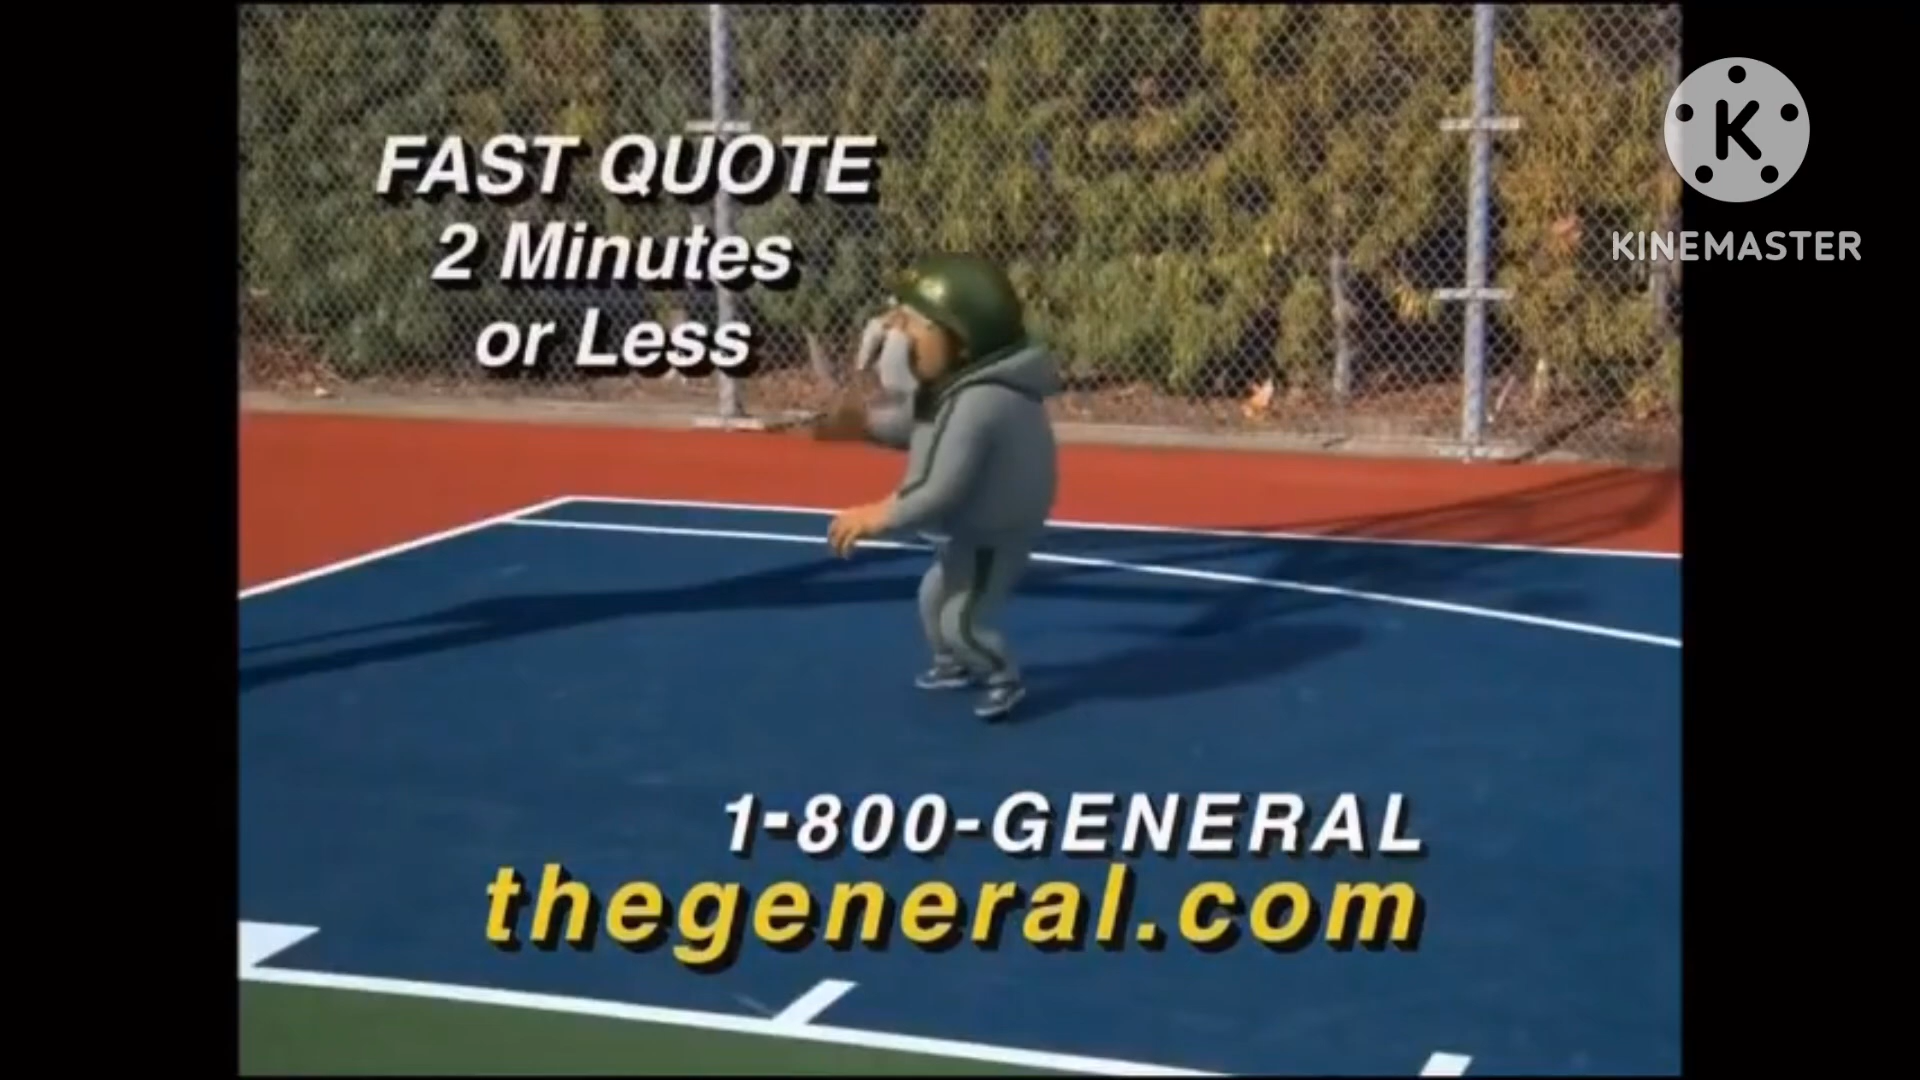 FAST QUOTE
2 Minutes
or Less
K
KINEMASTER
1-800-GENERAL
thegeneral.com